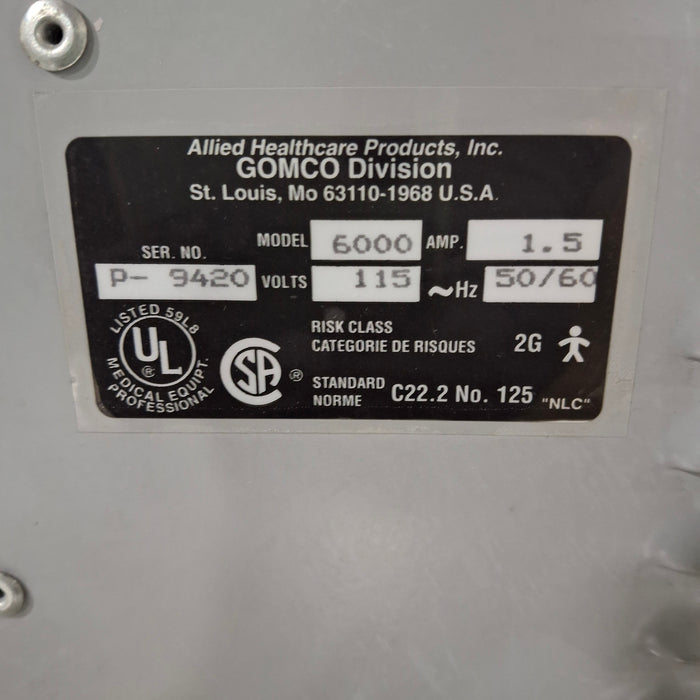 Allied Healthcare Products, Inc.
GOMCO Division
St. Louis, Mo 63110-1968 U.S.A.
SER. NO. MODEL 6000 AMP. 1.5
P- 9420 VOLTS 115 ~Hz 50/60
LISTED 59L8
UL
®
MEDICAL EQUIPT.
PROFESSIONAL
CSA ®
RISK CLASS
CATEGORIE DE RISQUES 2G
STANDARD
NORME C22.2 No. 125 "NLC"